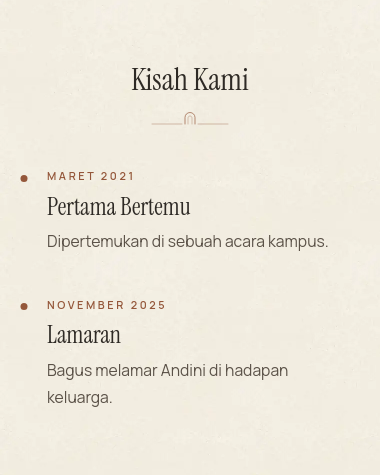 Kisah Kami
MARET 2021
Pertama Bertemu
Dipertemukan di sebuah acara kampus.
NOVEMBER 2025
Lamaran
Bagus melamar Andini di hadapan
keluarga.